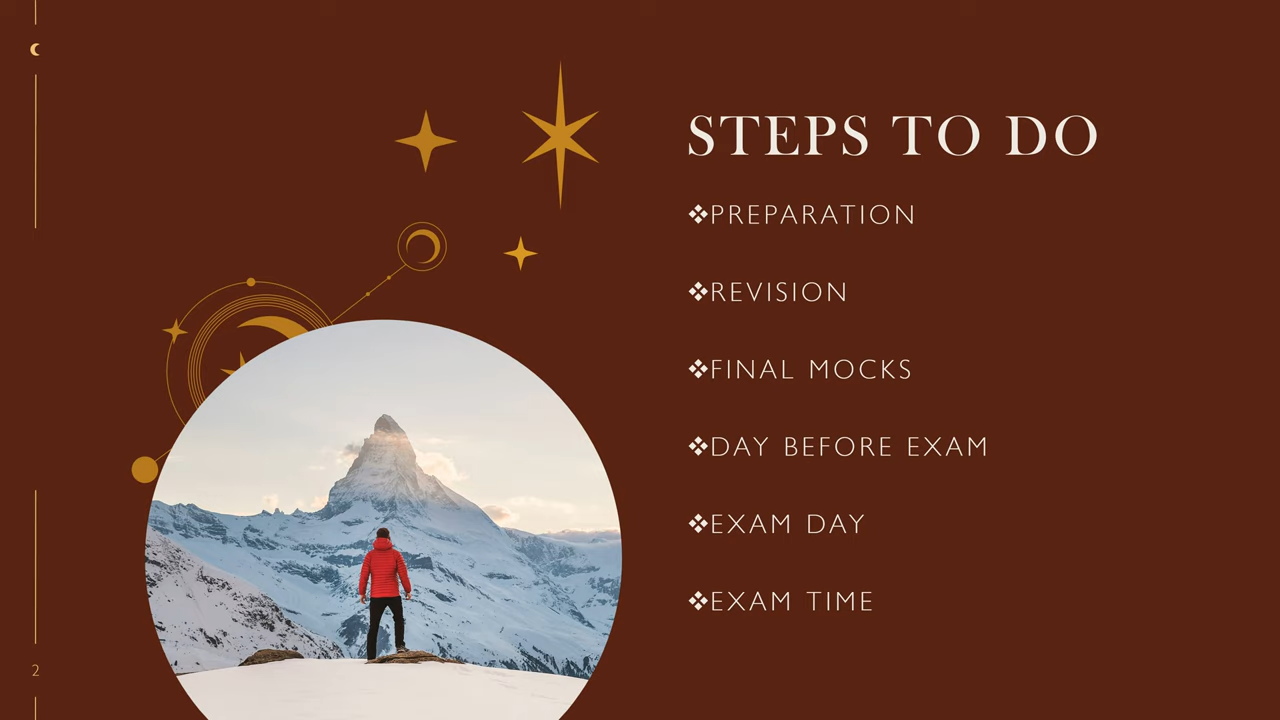 STEPS TO DO
❖PREPARATION
❖REVISION
❖FINAL MOCKS
❖DAY BEFORE EXAM
❖EXAM DAY
❖EXAM TIME
2